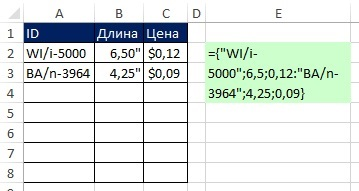 A B C D E
1 ID Длина Цена
2 WI/i-5000 6,50" $0,12 ={"WI/i-
3 BA/n-3964 4,25" $0,09 5000";6,5;0,12:"BA/n-
4 3964";4,25;0,09}
5
6
7
8